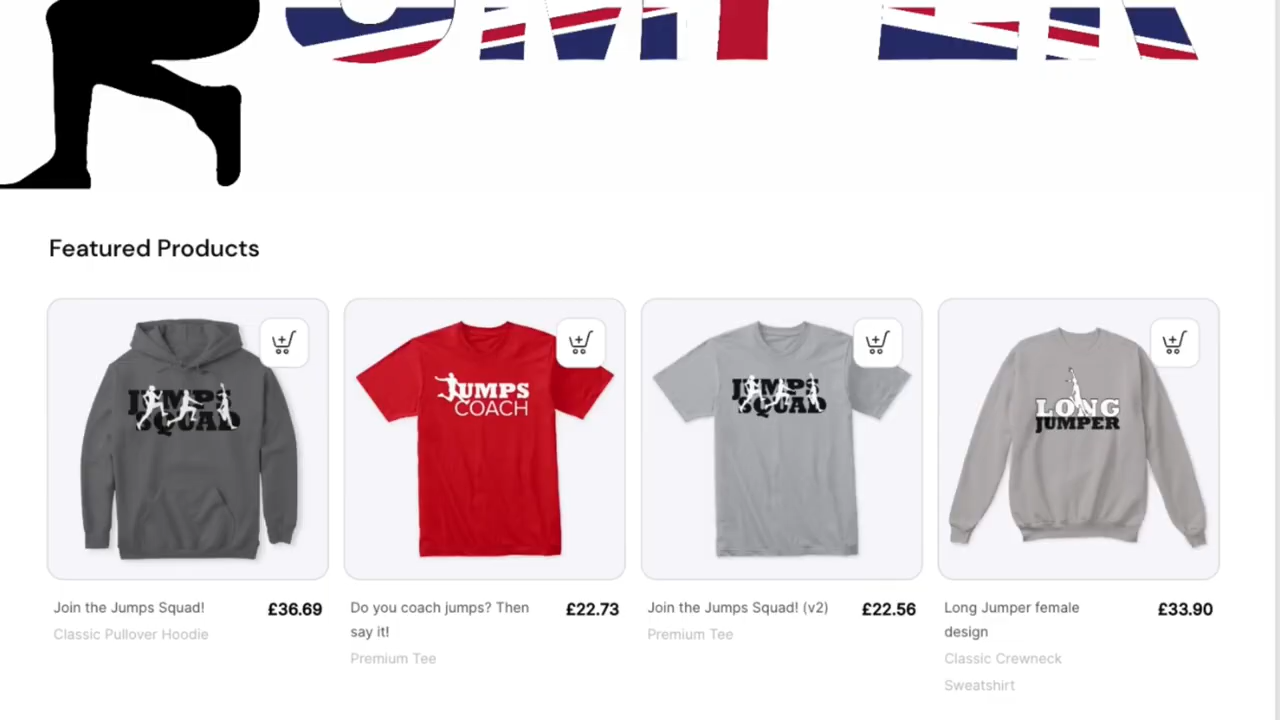 UMPER
Featured Products
JUMPS
SQUAD
JUMPS
COACH
JUMPS
SQUAD
LONG
JUMPER
Join the Jumps Squad! £36.69
Classic Pullover Hoodie
Do you coach jumps? Then £22.73
say it!
Premium Tee
Join the Jumps Squad! (v2) £22.56
Premium Tee
Long Jumper female £33.90
design
Classic Crewneck
Sweatshirt